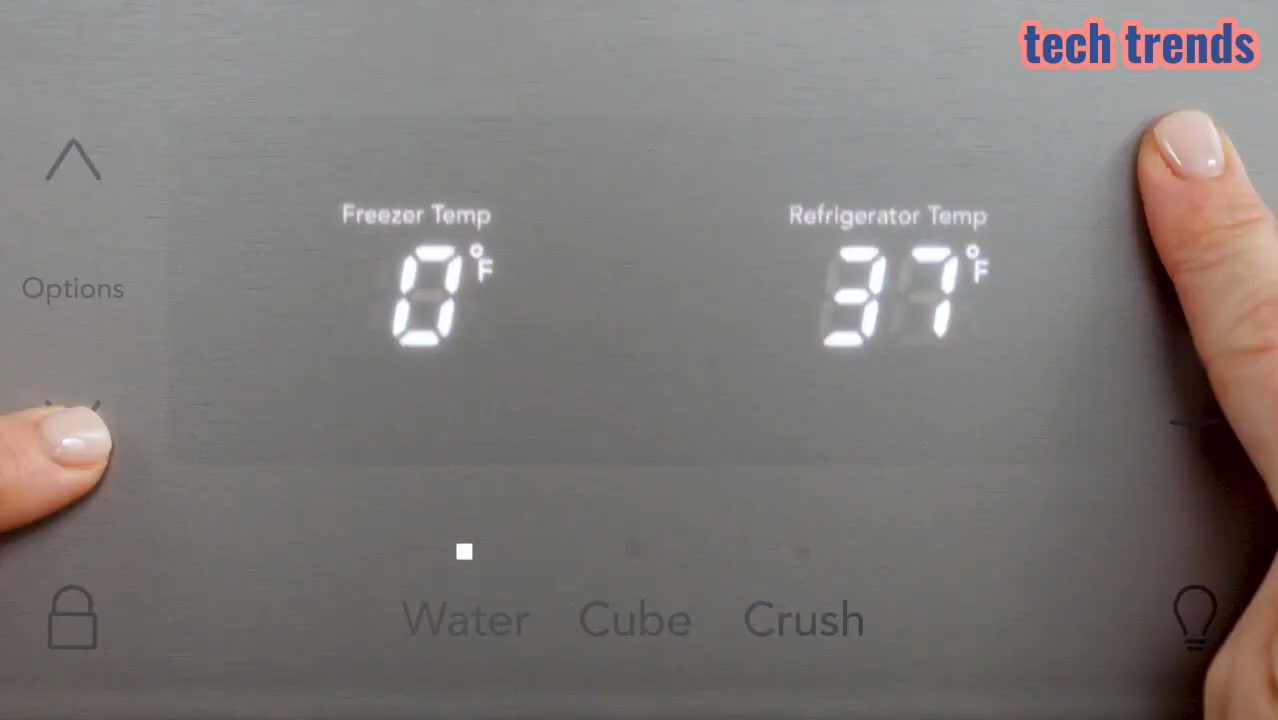 tech trends
Freezer Temp
Refrigerator Temp
0°F
37°F
Options
Water Cube Crush